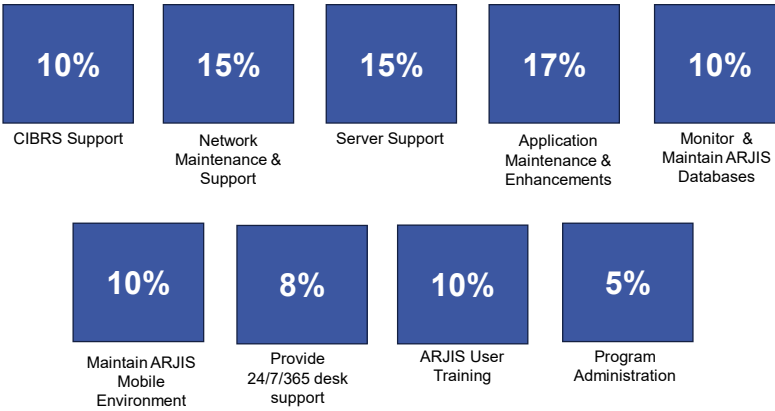 10%
15%
15%
17%
10%
CIBRS Support
Network
Maintenance &
Support
Server Support
Application
Maintenance &
Enhancements
Monitor &
Maintain ARJIS
Databases
10%
8%
10%
5%
Maintain ARJIS
Mobile
Environment
Provide
24/7/365 desk
support
ARJIS User
Training
Program
Administration